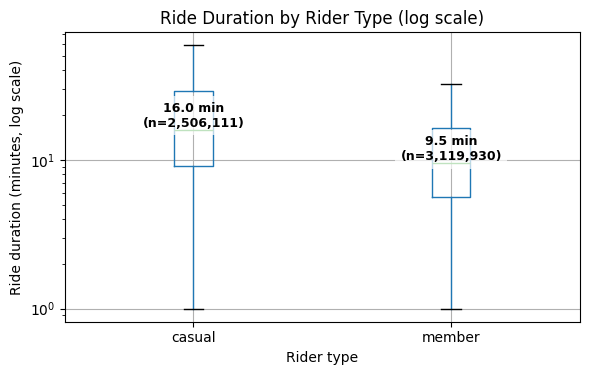 Ride Duration by Rider Type (log scale)
Ride duration (minutes, log scale)
10¹
10⁰
16.0 min
(n=2,506,111)
9.5 min
(n=3,119,930)
casual
member
Rider type